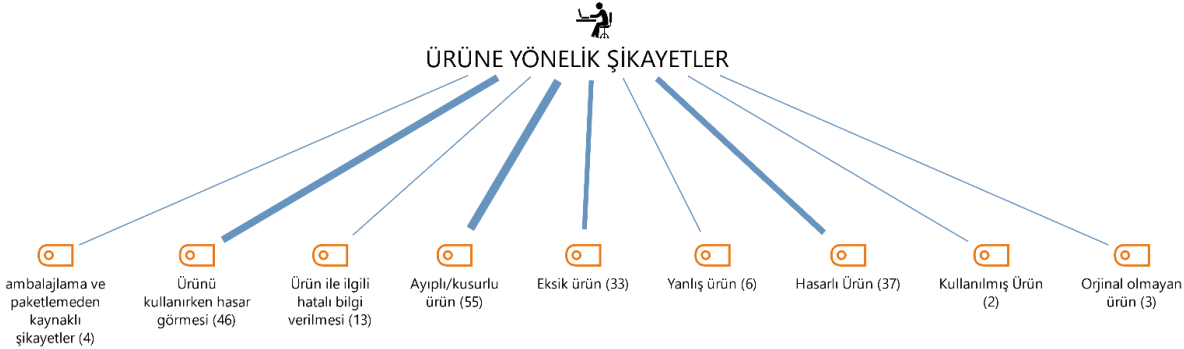 ÜRÜNE YÖNELİK ŞİKAYETLER
ambalajlama ve
paketlemeden
kaynaklı
şikayetler (4)
Ürünü
kullanırken hasar
görmesi (46)
Ürün ile ilgili
hatalı bilgi
verilmesi (13)
Ayıplı/kusurlu
ürün (55)
Eksik ürün (33)
Yanlış ürün (6)
Hasarlı Ürün (37)
Kullanılmış Ürün
(2)
Orjinal olmayan
ürün (3)